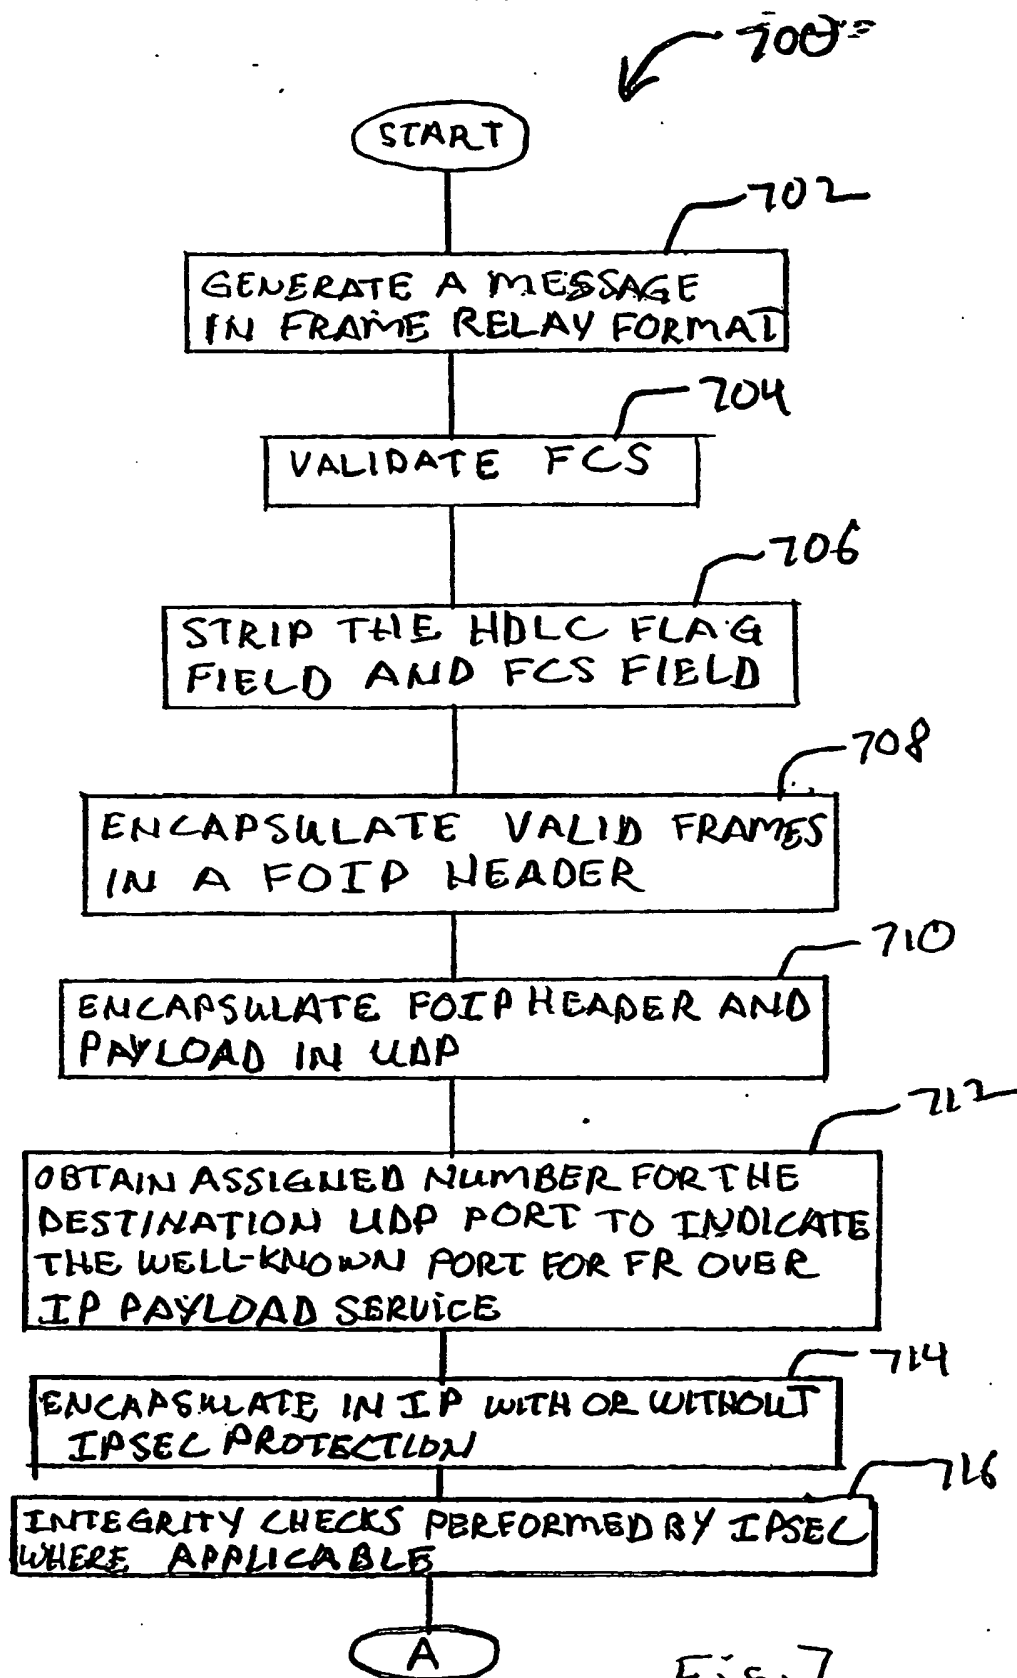 700
START
702
GENERATE A MESSAGE
IN FRAME RELAY FORMAT
704
VALIDATE FCS
706
STRIP THE HDLC FLAG
FIELD AND FCS FIELD
708
ENCAPSULATE VALID FRAMES
IN A FOIP HEADER
710
ENCAPSULATE FOIP HEADER AND
PAYLOAD IN UDP
712
OBTAIN ASSIGNED NUMBER FOR THE
DESTINATION UDP PORT TO INDICATE
THE WELL-KNOWN PORT FOR FR OVER
IP PAYLOAD SERVICE
714
ENCAPSULATE IN IP WITH OR WITHOUT
IPSEC PROTECTION
716
INTEGRITY CHECKS PERFORMED BY IPSEC
WHERE APPLICABLE
A
Fig. 7